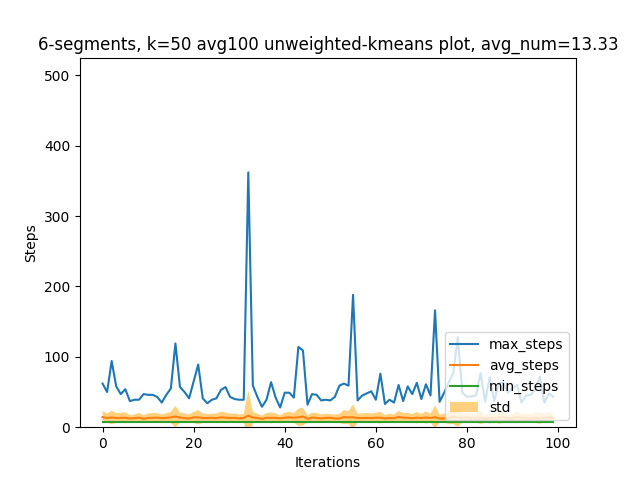 6-segments, k=50 avg100 unweighted-kmeans plot, avg_num=13.33
500
400
300
200
100
0
Steps
max_steps
avg_steps
min_steps
std
0 20 40 60 80 100
Iterations